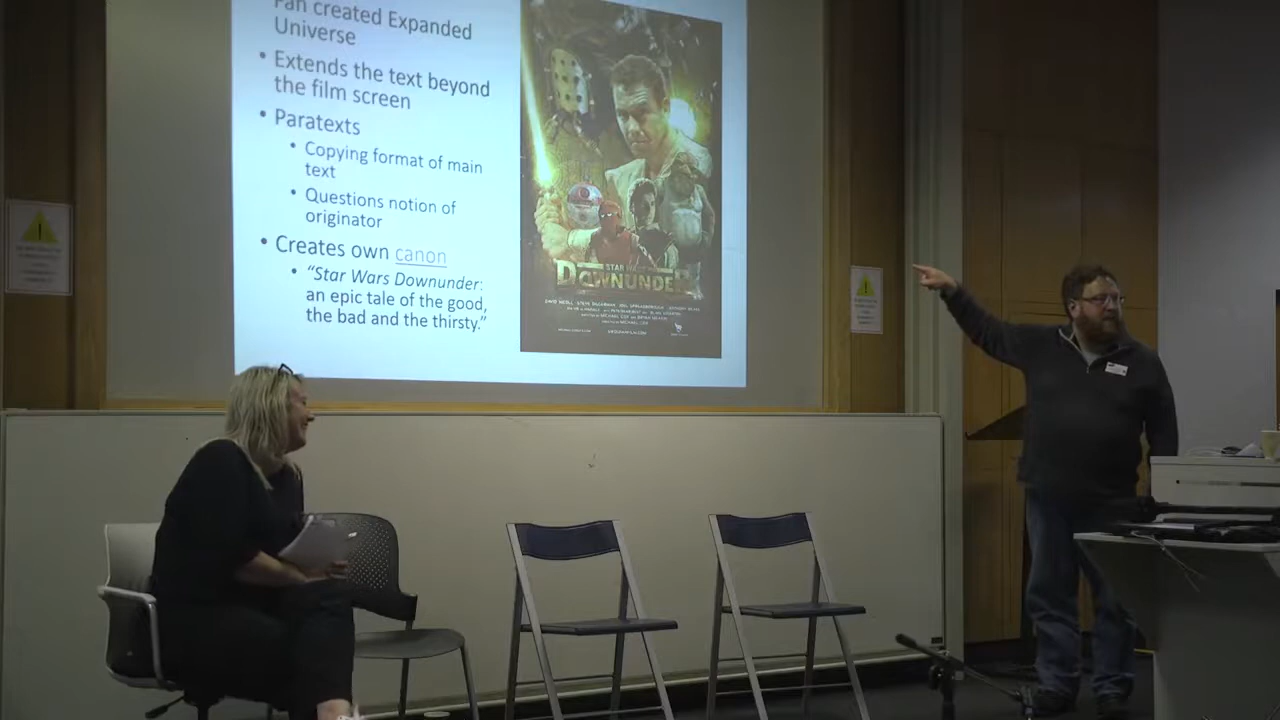 Fan created Expanded
Universe
• Extends the text beyond
the film screen
• Paratexts
• Copying format of main
text
• Questions notion of
originator
• Creates own canon
• “Star Wars Downunder:
an epic tale of the good,
the bad and the thirsty.”
STAR WARS
DOWNUNDER